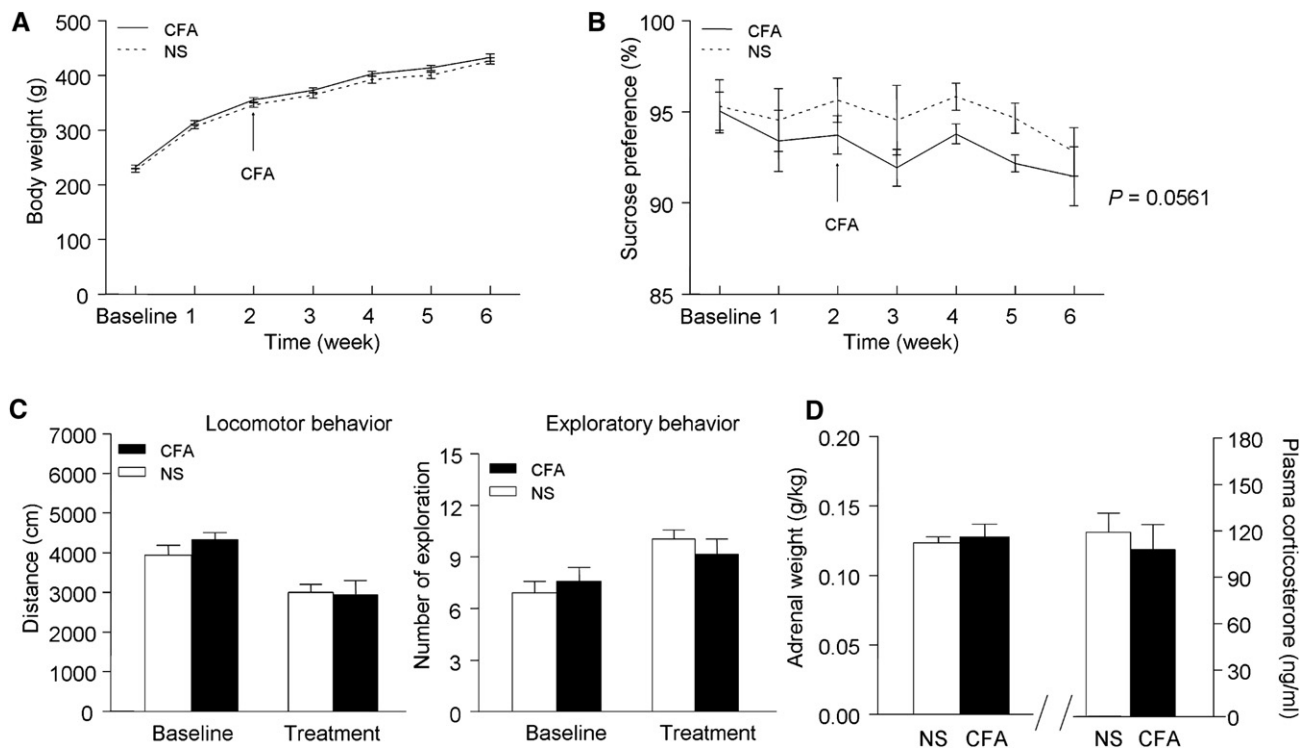 A
500
400
300
200
100
0
Body weight (g)
CFA
NS
CFA
Baseline 1 2 3 4 5 6
Time (week)
B
100
95
90
85
Sucrose preference (%)
CFA
NS
CFA
P = 0.0561
Baseline 1 2 3 4 5 6
Time (week)
C
Locomotor behavior
7000
6000
5000
4000
3000
2000
1000
0
Distance (cm)
CFA
NS
Baseline Treatment
Exploratory behavior
15
12
9
6
3
0
Number of exploration
CFA
NS
Baseline Treatment
D
0.20
0.15
0.10
0.05
0.00
Adrenal weight (g/kg)
NS CFA
NS CFA
180
150
120
90
60
30
0
Plasma corticosterone (ng/ml)